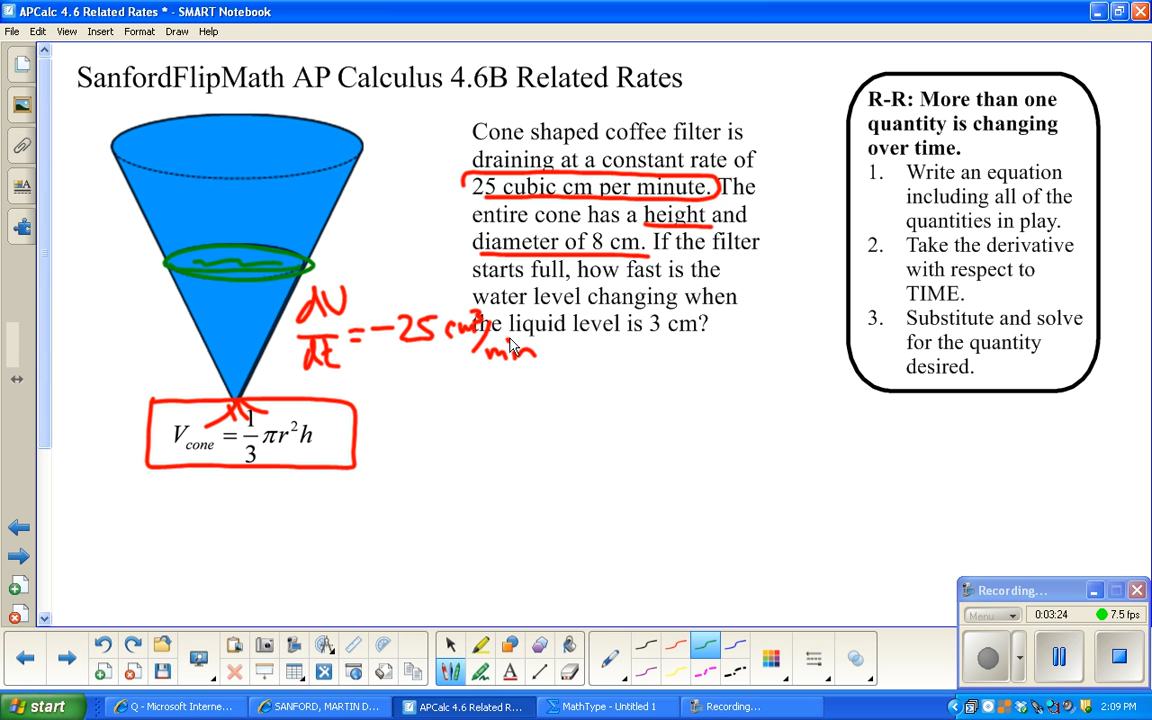 APCalc 4.6 Related Rates * - SMART Notebook
File Edit View Insert Format Draw Help
SanfordFlipMath AP Calculus 4.6B Related Rates
Cone shaped coffee filter is
draining at a constant rate of
25 cubic cm per minute. The
entire cone has a height and
diameter of 8 cm. If the filter
starts full, how fast is the
water level changing when
the liquid level is 3 cm?
dV/dt = -25 cm³/min
V_cone = 1/3 πr²h
R-R: More than one
quantity is changing
over time.
1. Write an equation
including all of the
quantities in play.
2. Take the derivative
with respect to
TIME.
3. Substitute and solve
for the quantity
desired.
Recording...
Menu
0:03:24
7.5 fps
start
Q - Microsoft Interne...
SANFORD, MARTIN D...
APCalc 4.6 Related R...
MathType - Untitled 1
Recording...
2:09 PM